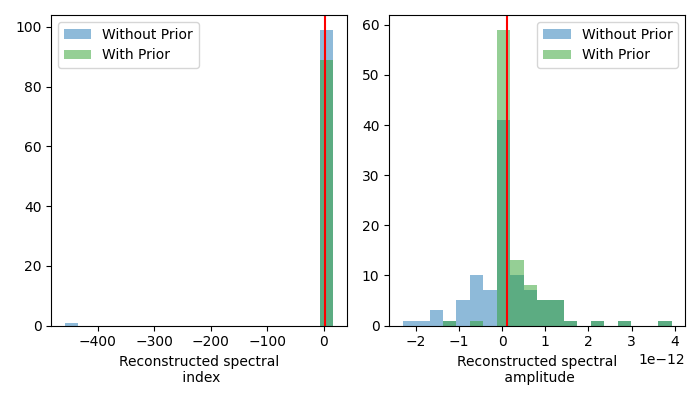 100
80
60
40
20
0
Without Prior
With Prior
−400
−300
−200
−100
0
Reconstructed spectral
index
60
50
40
30
20
10
0
Without Prior
With Prior
−2
−1
0
1
2
3
4
1e−12
Reconstructed spectral
amplitude